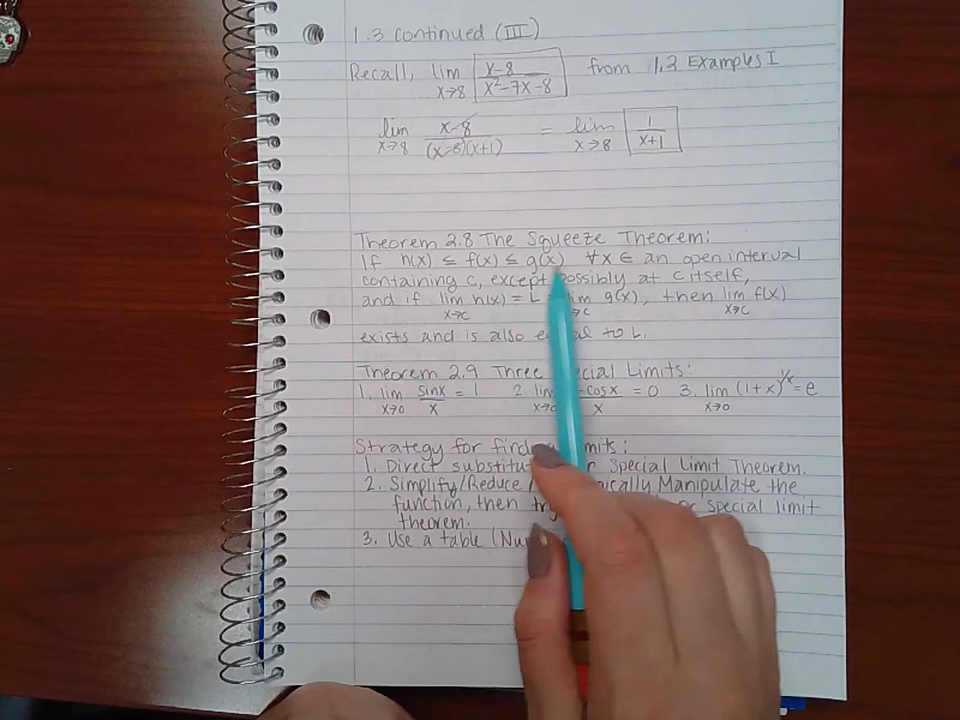 1.3 continued (III)
Recall, lim x→8 x-8 / x²-7x-8 from 1.2 Examples I
lim x→8 x-8 / (x-8)(x+1) = lim x→8 1 / x+1
Theorem 2.8 The Squeeze Theorem:
If h(x) ≤ f(x) ≤ g(x) ∀x ∈ an open interval
containing c, except possibly at c itself,
and if lim x→c h(x) = L lim x→c g(x), then lim x→c f(x)
exists and is also to L.
Theorem 2.9 Three Limits:
1. lim x→0 sinx / x = 1 2 lim x→0 -cosx / x = 0 3. lim x→0 (1+x)^1/x = e
Strategy for Limits:
1. Direct Special Limit Theorem.
2. Simplify/Reduce / Manipulate the
function, then special limit
theorem.
3. Use a table